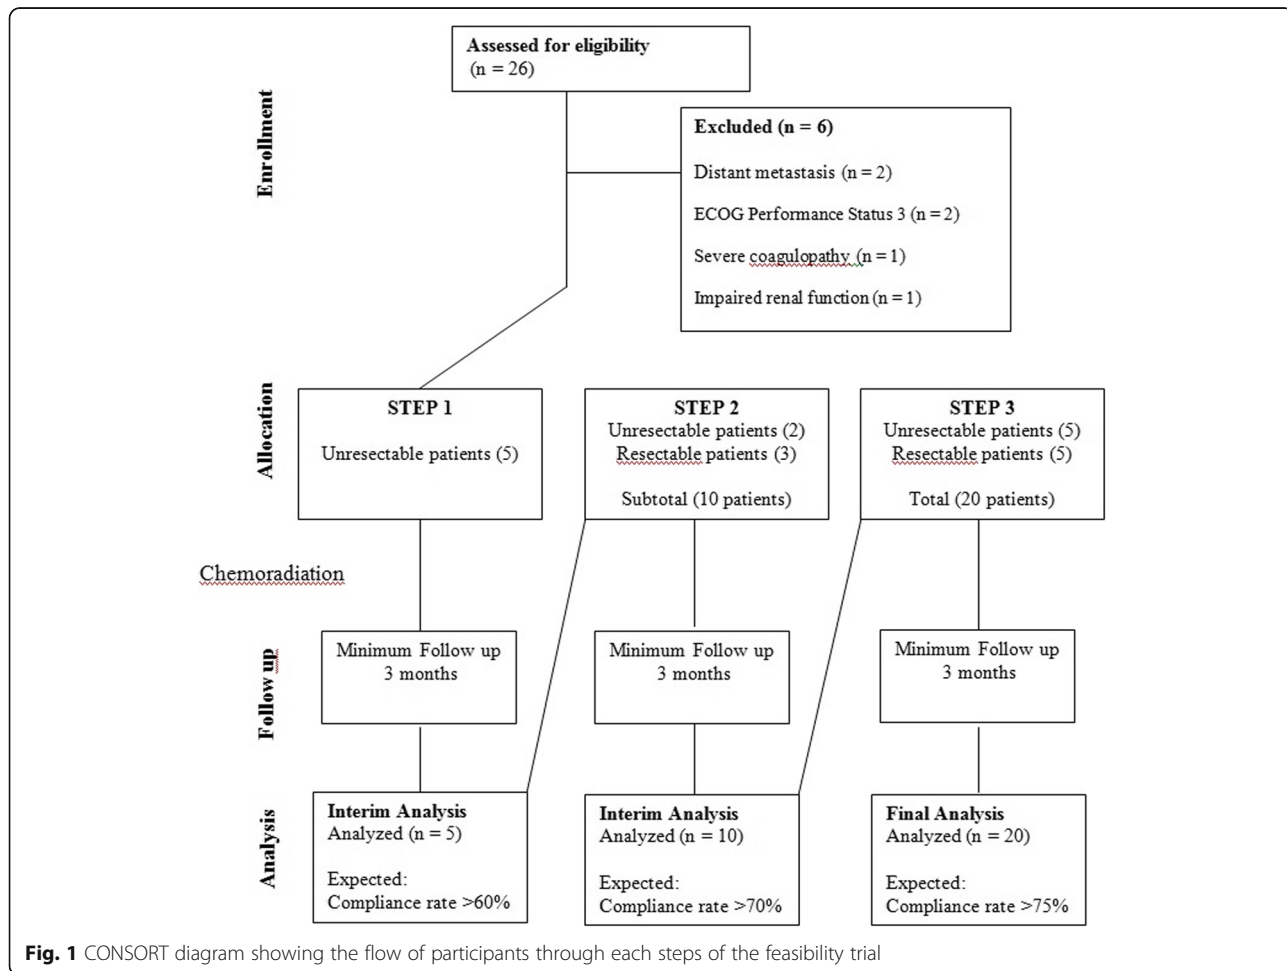 Assessed for eligibility
(n = 26)
Enrollment
Excluded (n = 6)
Distant metastasis (n = 2)
ECOG Performance Status 3 (n = 2)
Severe coagulopathy (n = 1)
Impaired renal function (n = 1)
Allocation
STEP 1
Unresectable patients (5)
STEP 2
Unresectable patients (2)
Resectable patients (3)
Subtotal (10 patients)
STEP 3
Unresectable patients (5)
Resectable patients (5)
Total (20 patients)
Chemoradiation
Follow up
Minimum Follow up
3 months
Minimum Follow up
3 months
Minimum Follow up
3 months
Analysis
Interim Analysis
Analyzed (n = 5)
Expected:
Compliance rate >60%
Interim Analysis
Analyzed (n = 10)
Expected:
Compliance rate >70%
Final Analysis
Analyzed (n = 20)
Expected:
Compliance rate >75%
Fig. 1 CONSORT diagram showing the flow of participants through each steps of the feasibility trial